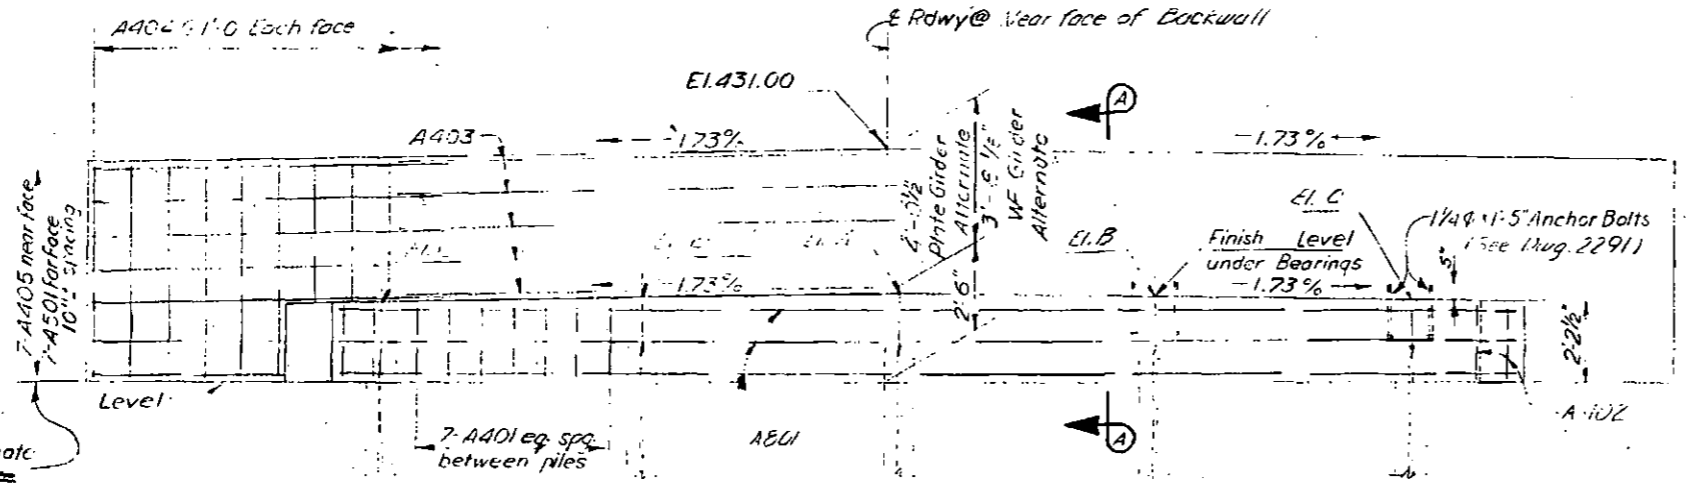 1'-0 Each face
℄ Rdwy @ Near face of Backwall
El. 431.00
A
A403
-1.73%
-1.73%
7-A405 near face
7-A501 far face
10"± spacing
Plate Girder
Alternate
WF Girder
Alternate
El. B
Finish Level
under Bearings
-1.73%
El. C
1¼ϕ x 1'-5" Anchor Bolts
(See Dwg. 22911)
5"
-1.73%
2'-6"
2'-2½"
Level
7-A401 eq. spa.
between piles
A801
A
A402